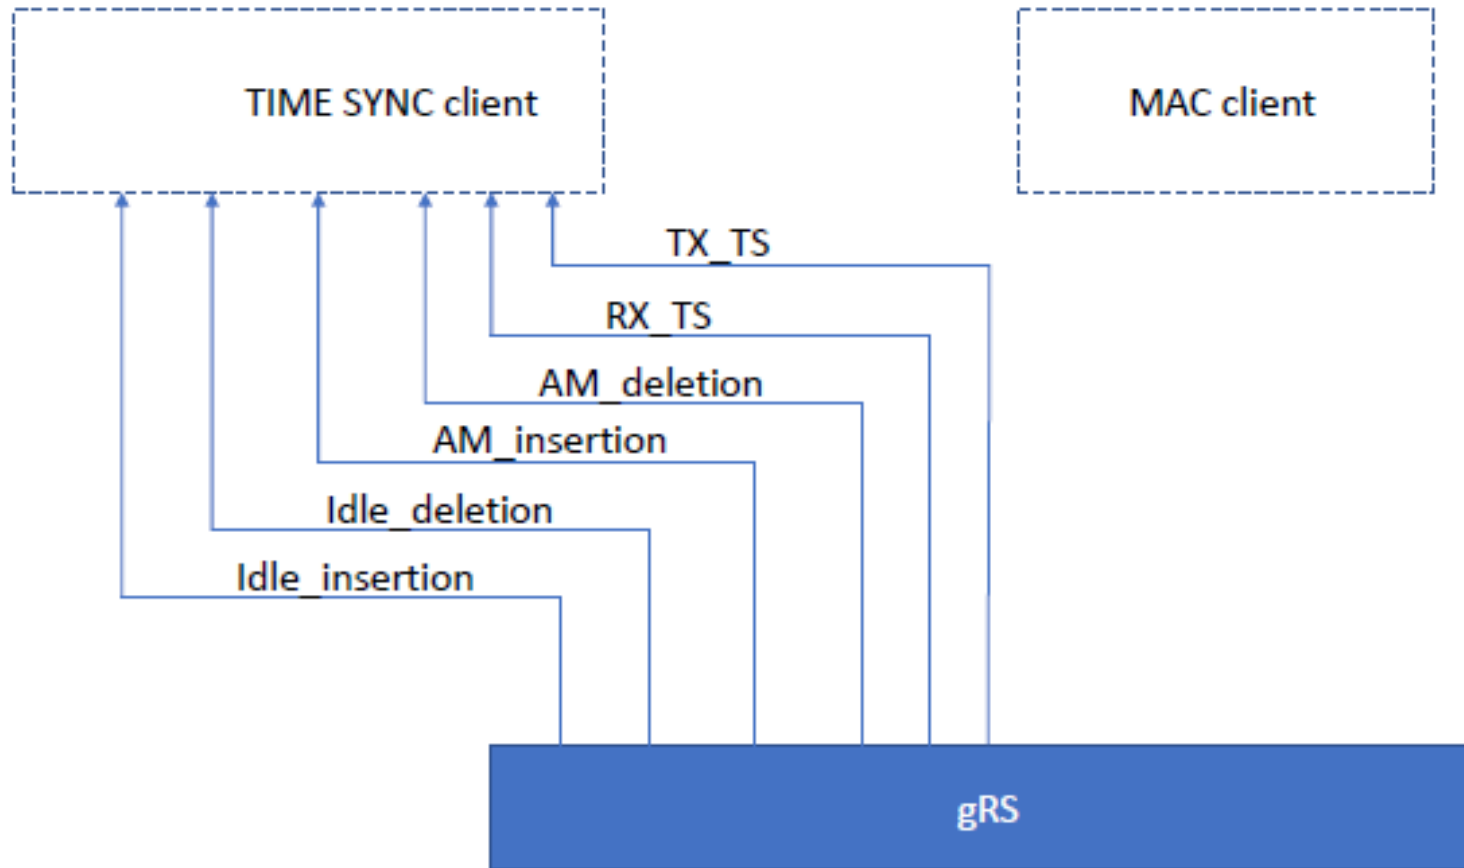 TIME SYNC client
MAC client
TX_TS
RX_TS
AM_deletion
AM_insertion
Idle_deletion
Idle_insertion
gRS